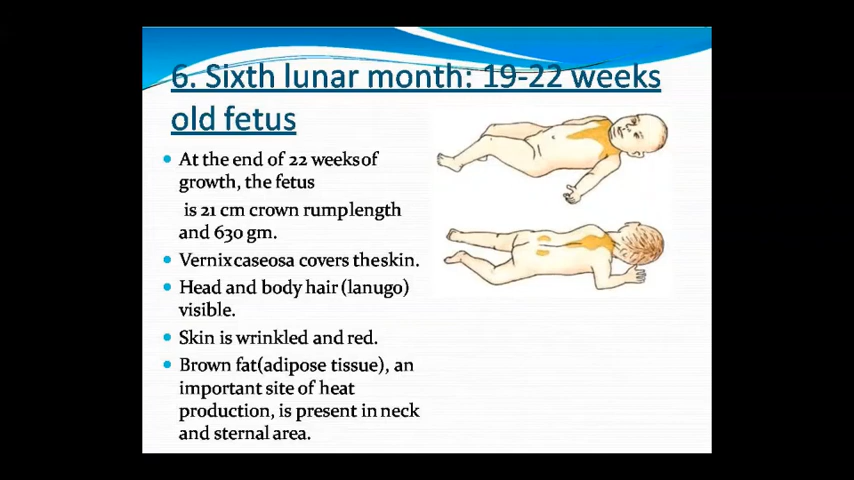 6. Sixth lunar month: 19-22 weeks
old fetus
• At the end of 22 weeks of
growth, the fetus
is 21 cm crown rump length
and 630 gm.
• Vernix caseosa covers the skin.
• Head and body hair (lanugo)
visible.
• Skin is wrinkled and red.
• Brown fat(adipose tissue), an
important site of heat
production, is present in neck
and sternal area.